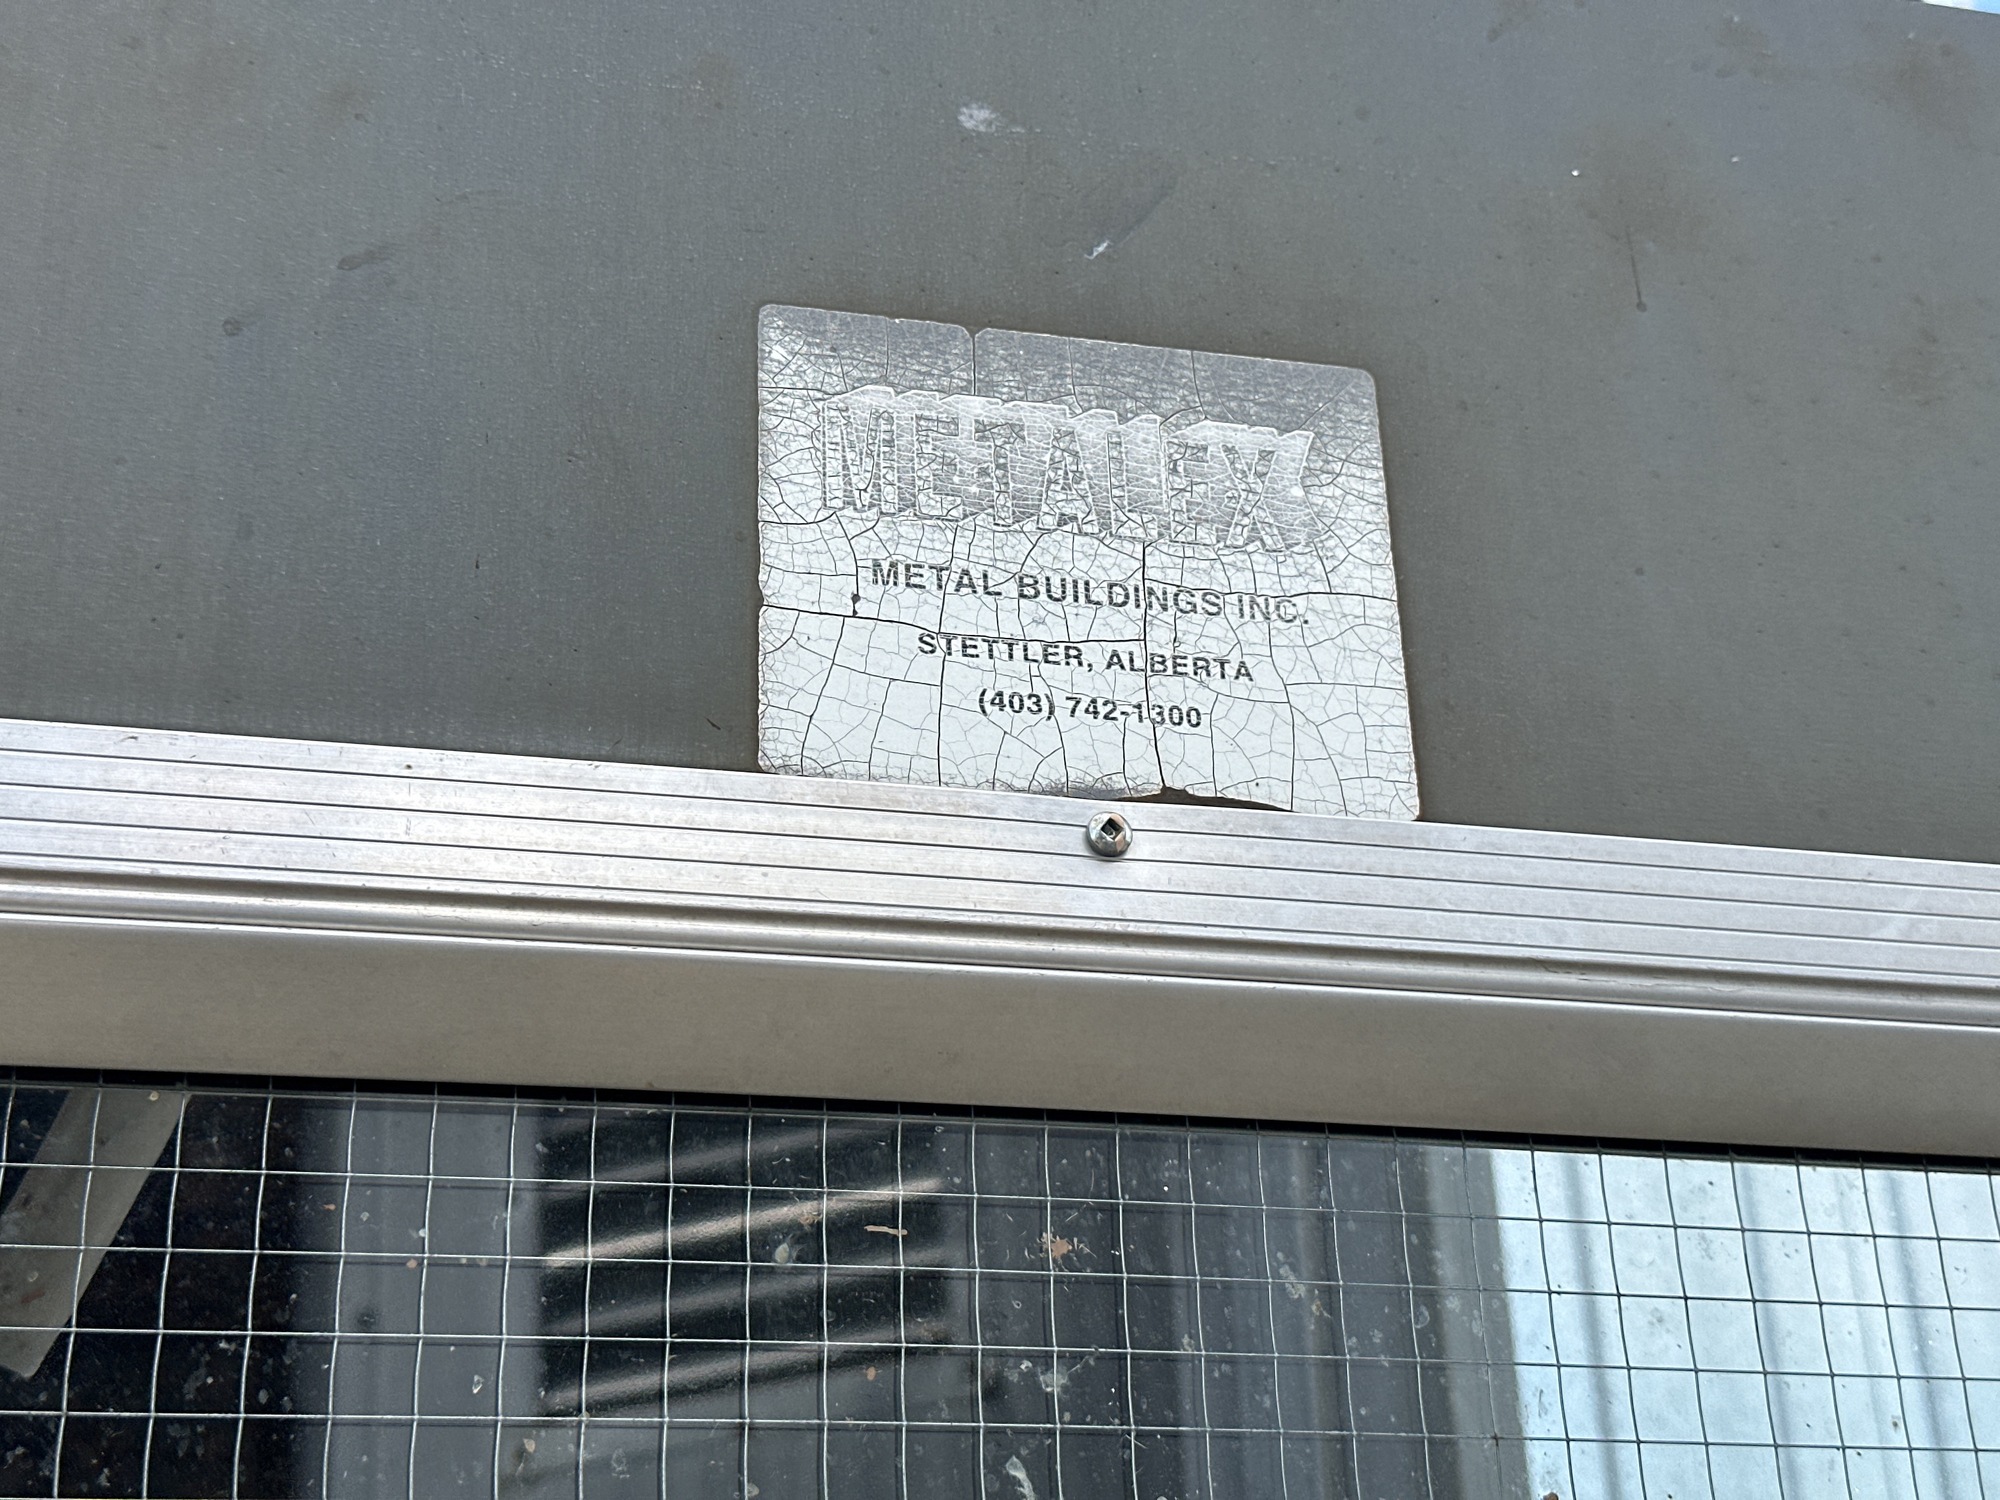 METALEX
METAL BUILDINGS INC.
STETTLER, ALBERTA
(403) 742-1300